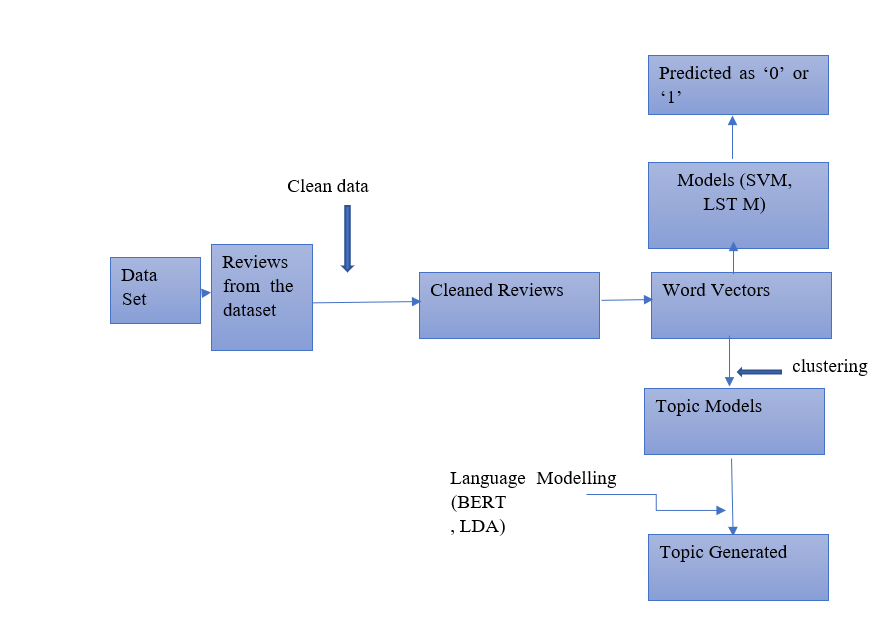 Predicted as ‘0’ or
‘1’
Models (SVM,
LST M)
Clean data
Data
Set
Reviews
from the
dataset
Cleaned Reviews
Word Vectors
clustering
Topic Models
Language Modelling
(BERT
, LDA)
Topic Generated